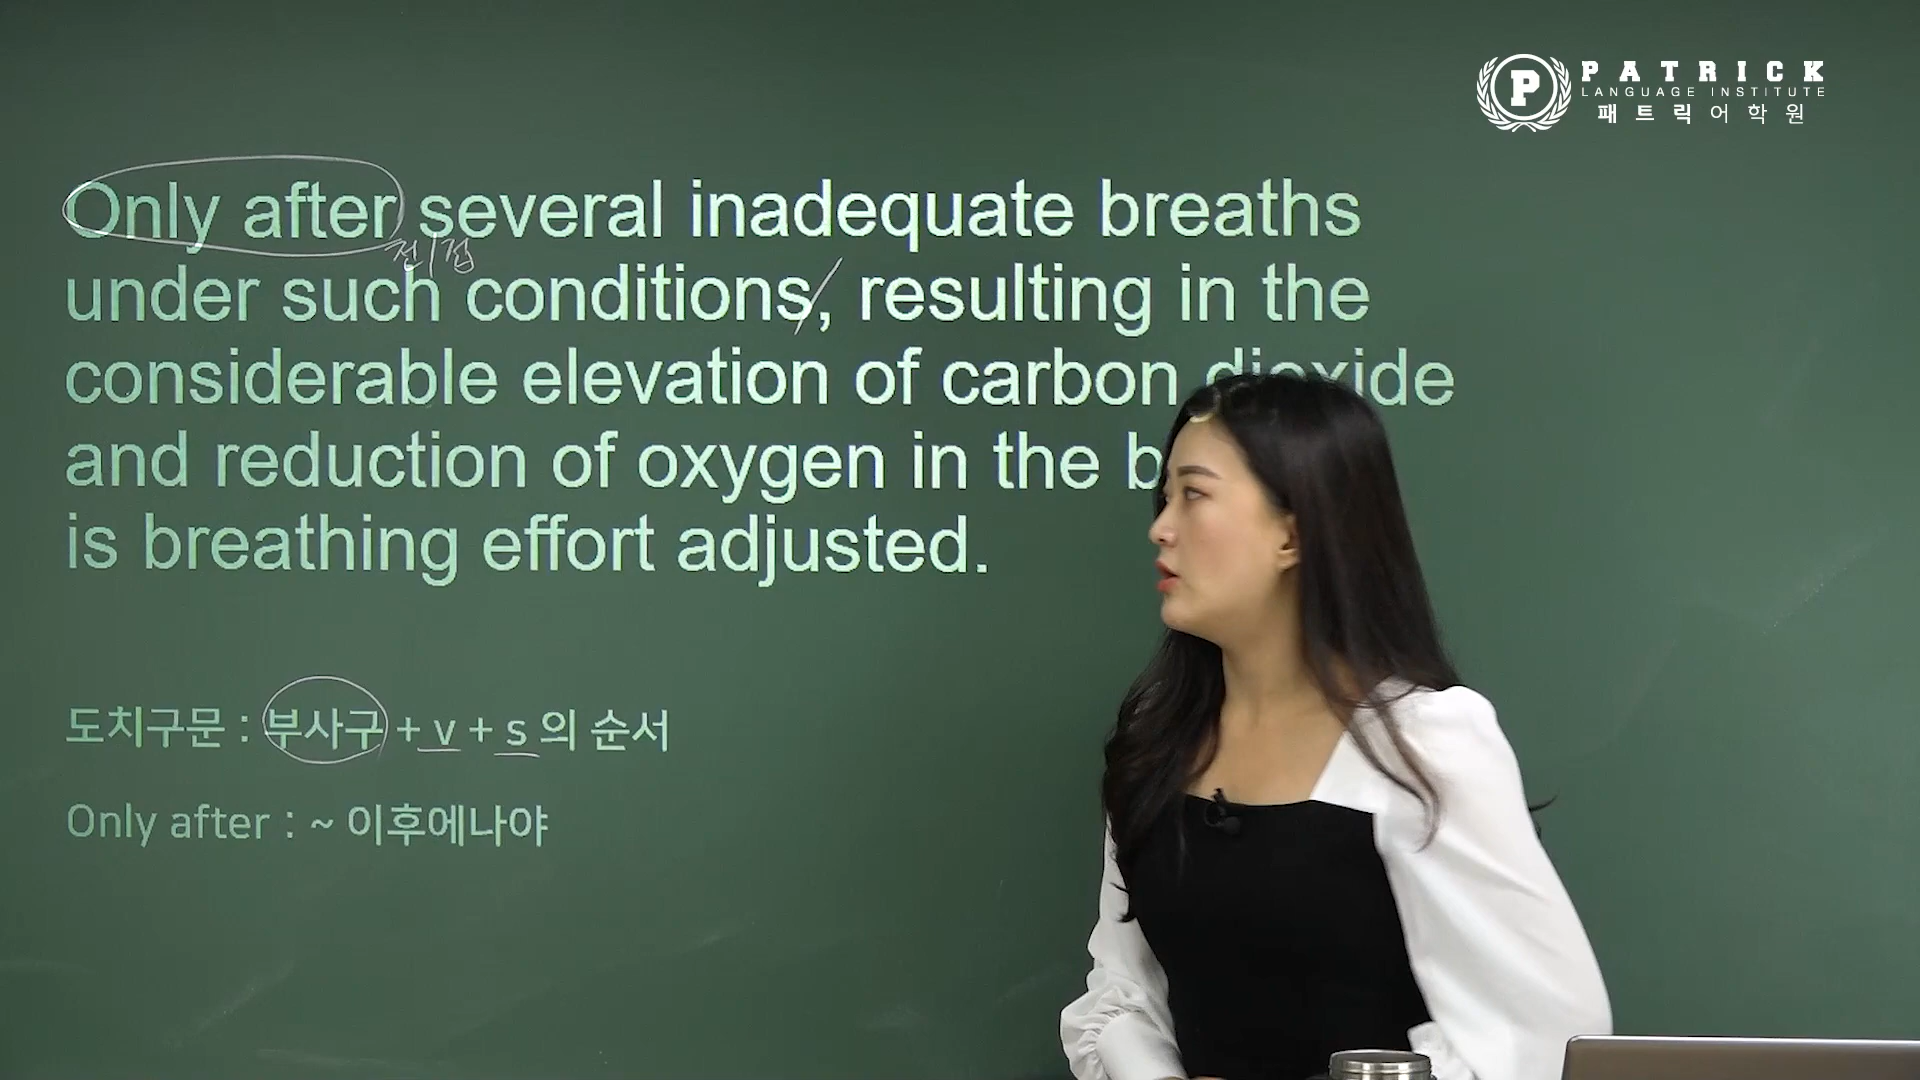 PATRICK
LANGUAGE INSTITUTE
패트릭어학원
P
Only after several inadequate breaths
전/접
under such conditions, resulting in the
considerable elevation of carbon dioxide
and reduction of oxygen in the
is breathing effort adjusted.
도치구문 : 부사구 + v + s 의 순서
Only after : ~ 이후에나야